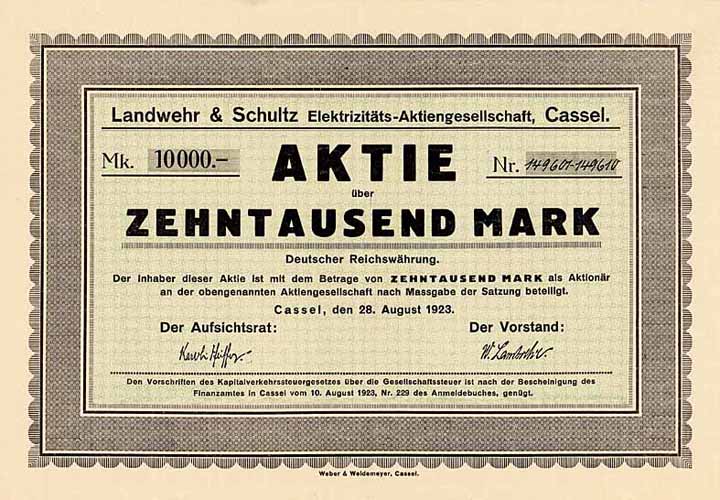 Landwehr & Schultz Elektrizitäts-Aktiengesellschaft, Cassel.
Mk. 10000.- AKTIE Nr. 149601-149610
über
ZEHNTAUSEND MARK
Deutscher Reichswährung.
Der Inhaber dieser Aktie ist mit dem Betrage von ZEHNTAUSEND MARK als Aktionär
an der obengenannten Aktiengesellschaft nach Massgabe der Satzung beteiligt.
Cassel, den 28. August 1923.
Der Aufsichtsrat: Der Vorstand:
Den Vorschriften des Kapitalverkehrssteuergesetzes über die Gesellschaftssteuer ist nach der Bescheinigung des
Finanzamtes in Cassel vom 10. August 1923, Nr. 229 des Anmeldebuches, genügt.
Weber & Weidemeyer, Cassel.